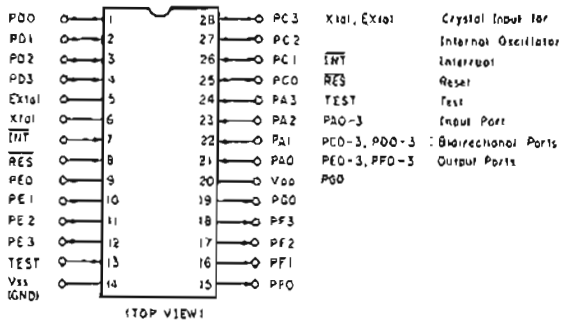 PD0 1 28 PC3
PD1 2 27 PC2
PD2 3 26 PC1
PD3 4 25 PC0
EXtal 5 24 PA3
Xtal 6 23 PA2
INT 7 22 PA1
RES 8 21 PA0
PE0 9 20 VDD
PE1 10 19 PG0
PE2 11 18 PF3
PE3 12 17 PF2
TEST 13 16 PF1
Vss (GND) 14 15 PF0
(TOP VIEW)
Xtal, EXtal Crystal Input for
Internal Oscillator
INT Interrupt
RES Reset
TEST Test
PA0-3 Input Port
PC0-3, PD0-3 : Bidirectional Ports
PE0-3, PF0-3 Output Ports
PG0